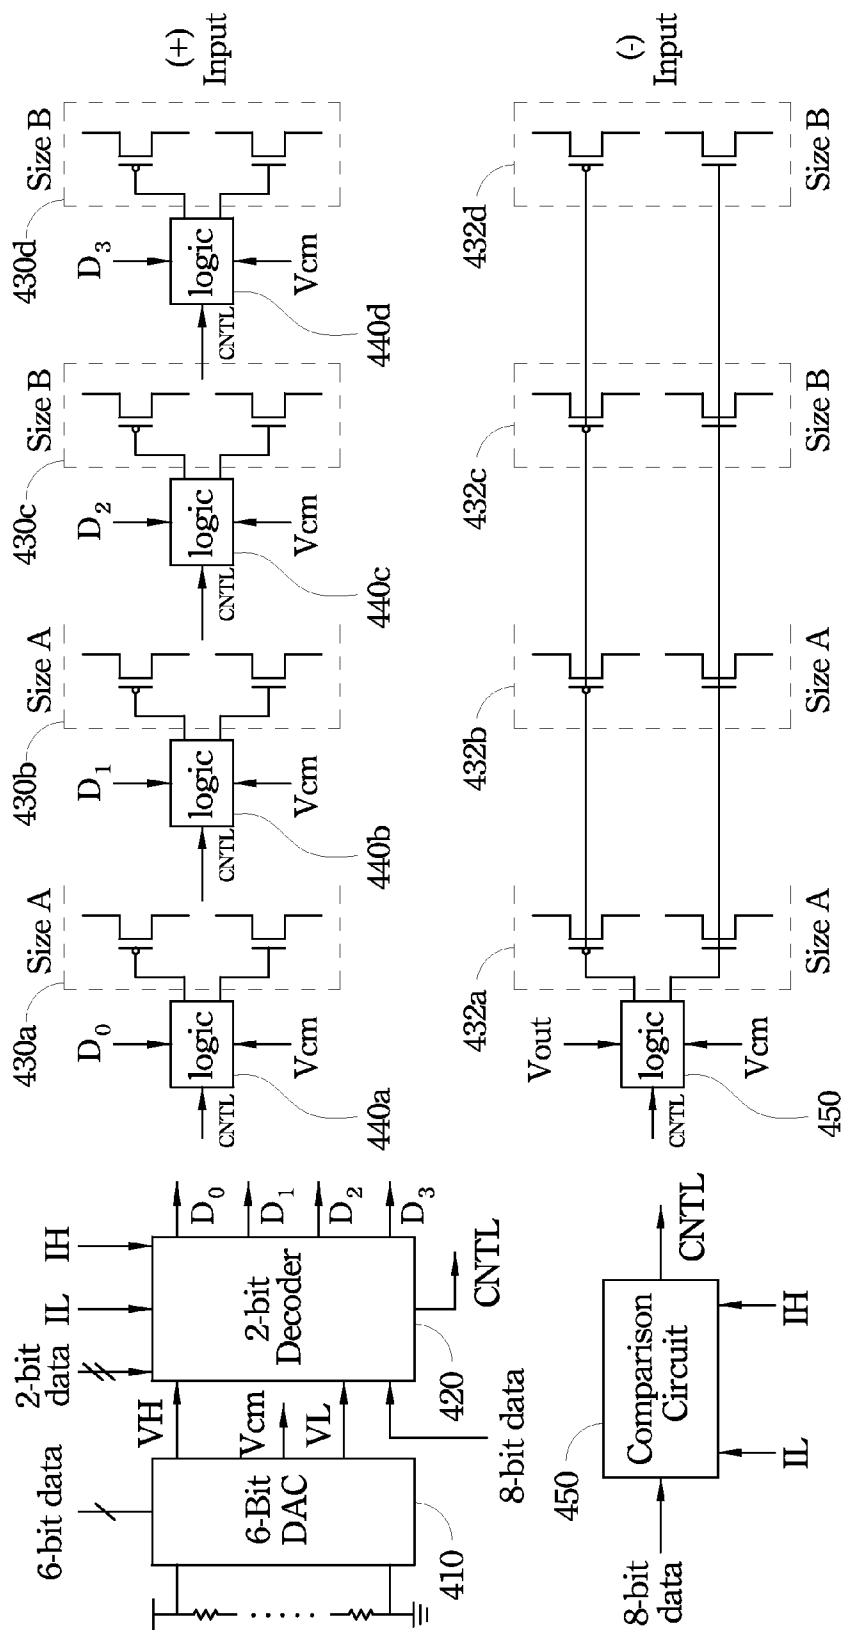 6-bit data
6-Bit
DAC
410
VH
Vcm
VL
2-bit
data
IL
IH
2-bit
Decoder
420
8-bit data
D0
D1
D2
D3
CNTL
8-bit
data
Comparison
Circuit
450
IL
IH
CNTL
430a
Size A
D0
logic
CNTL
Vcm
440a
430b
Size A
D1
logic
CNTL
Vcm
440b
430c
Size B
D2
logic
CNTL
Vcm
440c
430d
Size B
D3
logic
CNTL
Vcm
440d
(+)
Input
432a
Vout
logic
CNTL
Vcm
450
Size A
432b
Size A
432c
Size B
432d
Size B
(-)
Input